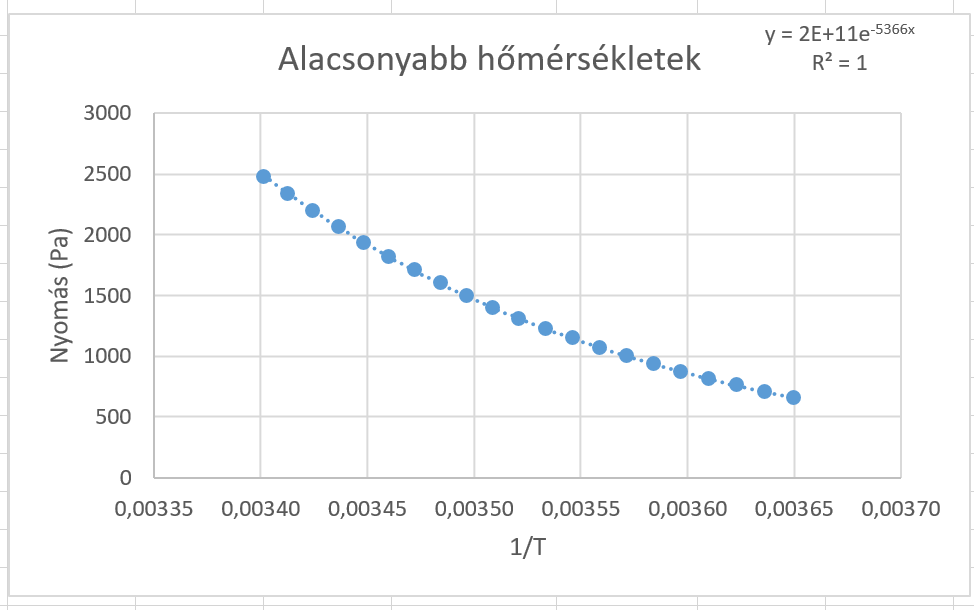 y = 2E+11e^-5366x
R² = 1
Alacsonyabb hőmérsékletek
3000
2500
2000
1500
1000
500
0
Nyomás (Pa)
0,00335 0,00340 0,00345 0,00350 0,00355 0,00360 0,00365 0,00370
1/T